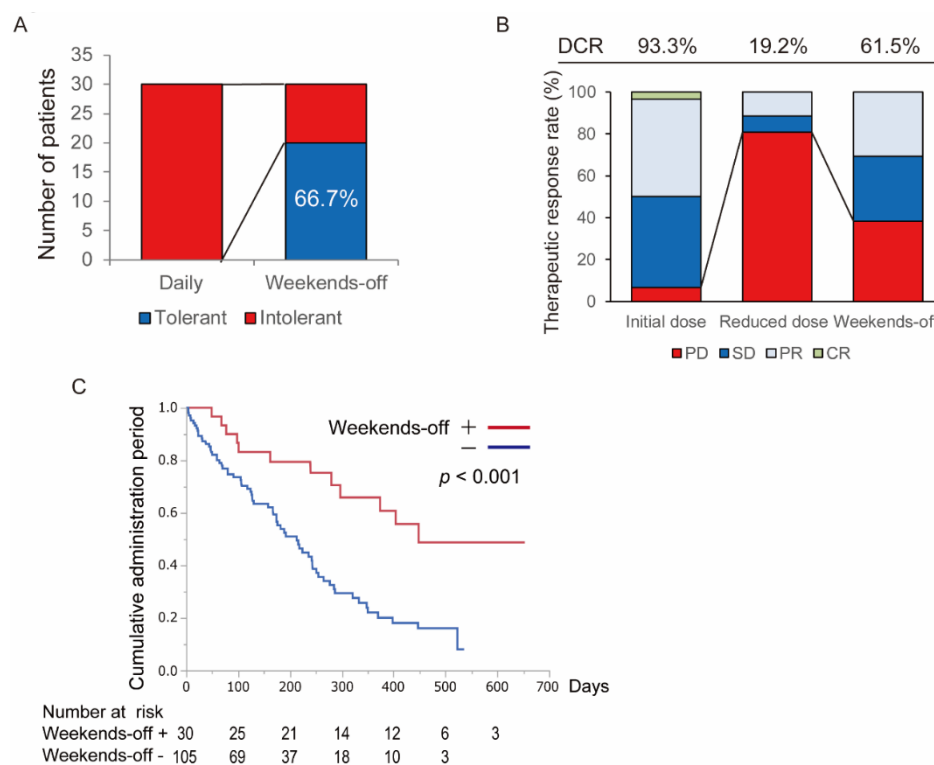 A
Number of patients
35
30
25
20
15
10
5
0
66.7%
Daily Weekends-off
Tolerant Intolerant
B
DCR 93.3% 19.2% 61.5%
Therapeutic response rate (%)
100
80
60
40
20
0
Initial dose Reduced dose Weekends-of
PD SD PR CR
C
Cumulative administration period
1.0
0.8
0.6
0.4
0.2
0.0
Weekends-off +
−
p < 0.001
0 100 200 300 400 500 600 700 Days
Number at risk
Weekends-off + 30 25 21 14 12 6 3
Weekends-off - 105 69 37 18 10 3